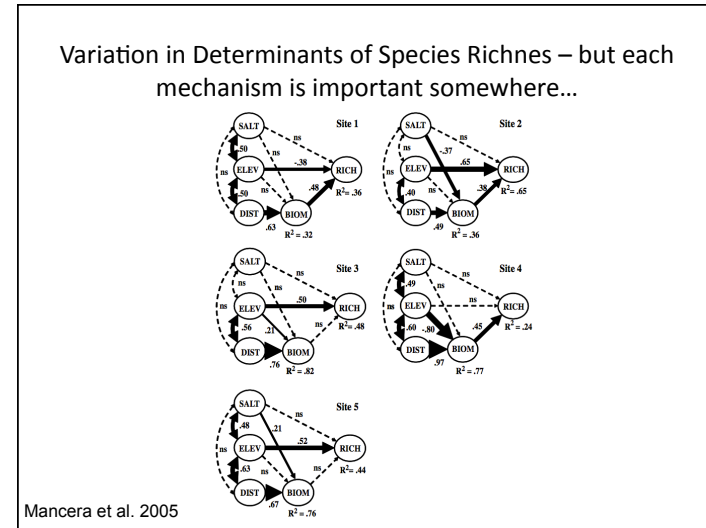 Variation in Determinants of Species Richnes – but each
mechanism is important somewhere…
Site 1
SALT
ns
.50
ns
ns
ELEV
-.38
RICH
.50
ns
.48
R²= .36
DIST
.63
BIOM
R² = .32
Site 2
SALT
ns
-.37
ns
ns
ELEV
.65
RICH
.40
ns
.38
R²= .65
DIST
.49
BIOM
R² = .36
Site 3
SALT
ns
ns
ns
ns
ELEV
.50
RICH
.56
.21
ns
R²= .48
DIST
.76
BIOM
R² = .82
Site 4
SALT
ns
.49
ns
ns
ELEV
ns
RICH
.60
-.80
.45
R² = .24
DIST
.97
BIOM
R² = .77
Site 5
SALT
ns
.48
.21
ns
ELEV
.52
RICH
.63
ns
ns
R²= .44
DIST
.67
BIOM
R² = .76
Mancera et al. 2005